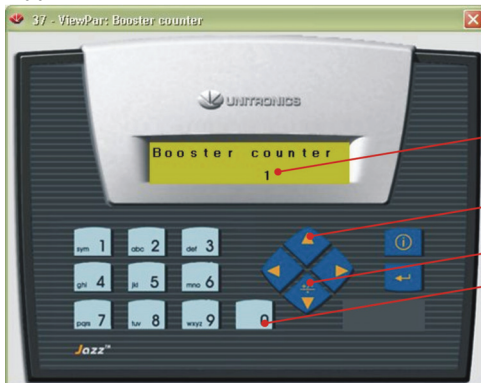 37 - ViewPar: Booster counter
UNITRONICS
Booster counter
1
sym 1 abc 2 def 3
ghi 4 jkl 5 mno 6
pqrs 7 tuv 8 wxyz 9 0
Jazz™